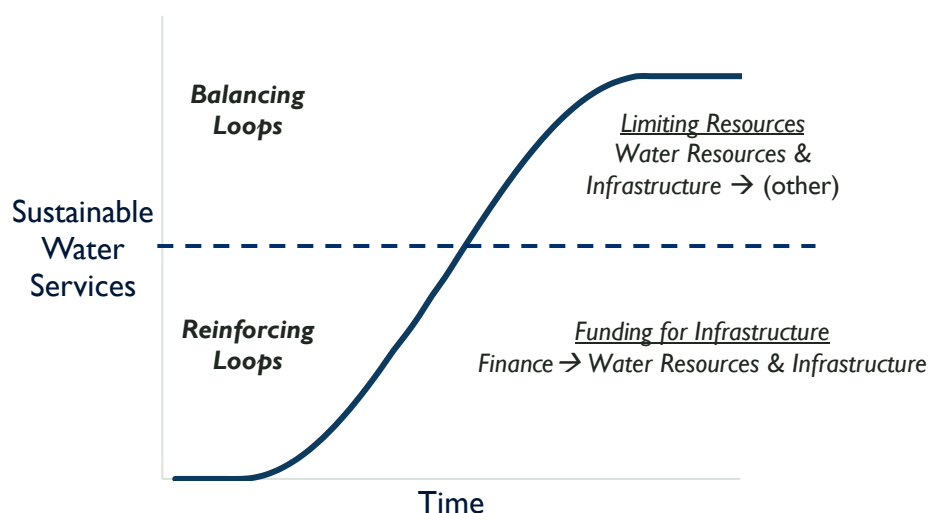 Balancing
Loops
Limiting Resources
Water Resources &
Infrastructure → (other)
Sustainable
Water
Services
Reinforcing
Loops
Funding for Infrastructure
Finance → Water Resources & Infrastructure
Time